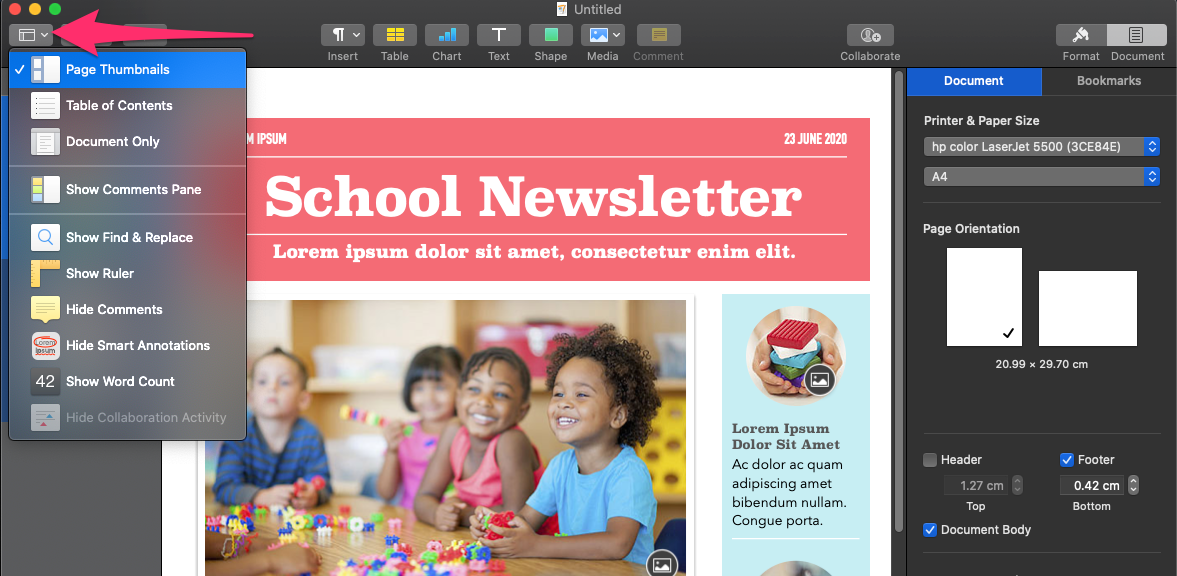 Untitled
Insert
Table
Chart
Text
Shape
Media
Comment
Collaborate
Format
Document
Page Thumbnails
Table of Contents
Document Only
Show Comments Pane
Show Find & Replace
Show Ruler
Hide Comments
Lorem
ipsum
Hide Smart Annotations
42 Show Word Count
Hide Collaboration Activity
M IPSUM
23 JUNE 2020
School Newsletter
Lorem ipsum dolor sit amet, consectetur enim elit.
Lorem Ipsum
Dolor Sit Amet
Ac dolor ac quam
adipiscing amet
bibendum nullam.
Congue porta.
Document
Bookmarks
Printer & Paper Size
hp color LaserJet 5500 (3CE84E)
A4
Page Orientation
20.99 × 29.70 cm
Header
Footer
1.27 cm
0.42 cm
Top
Bottom
Document Body